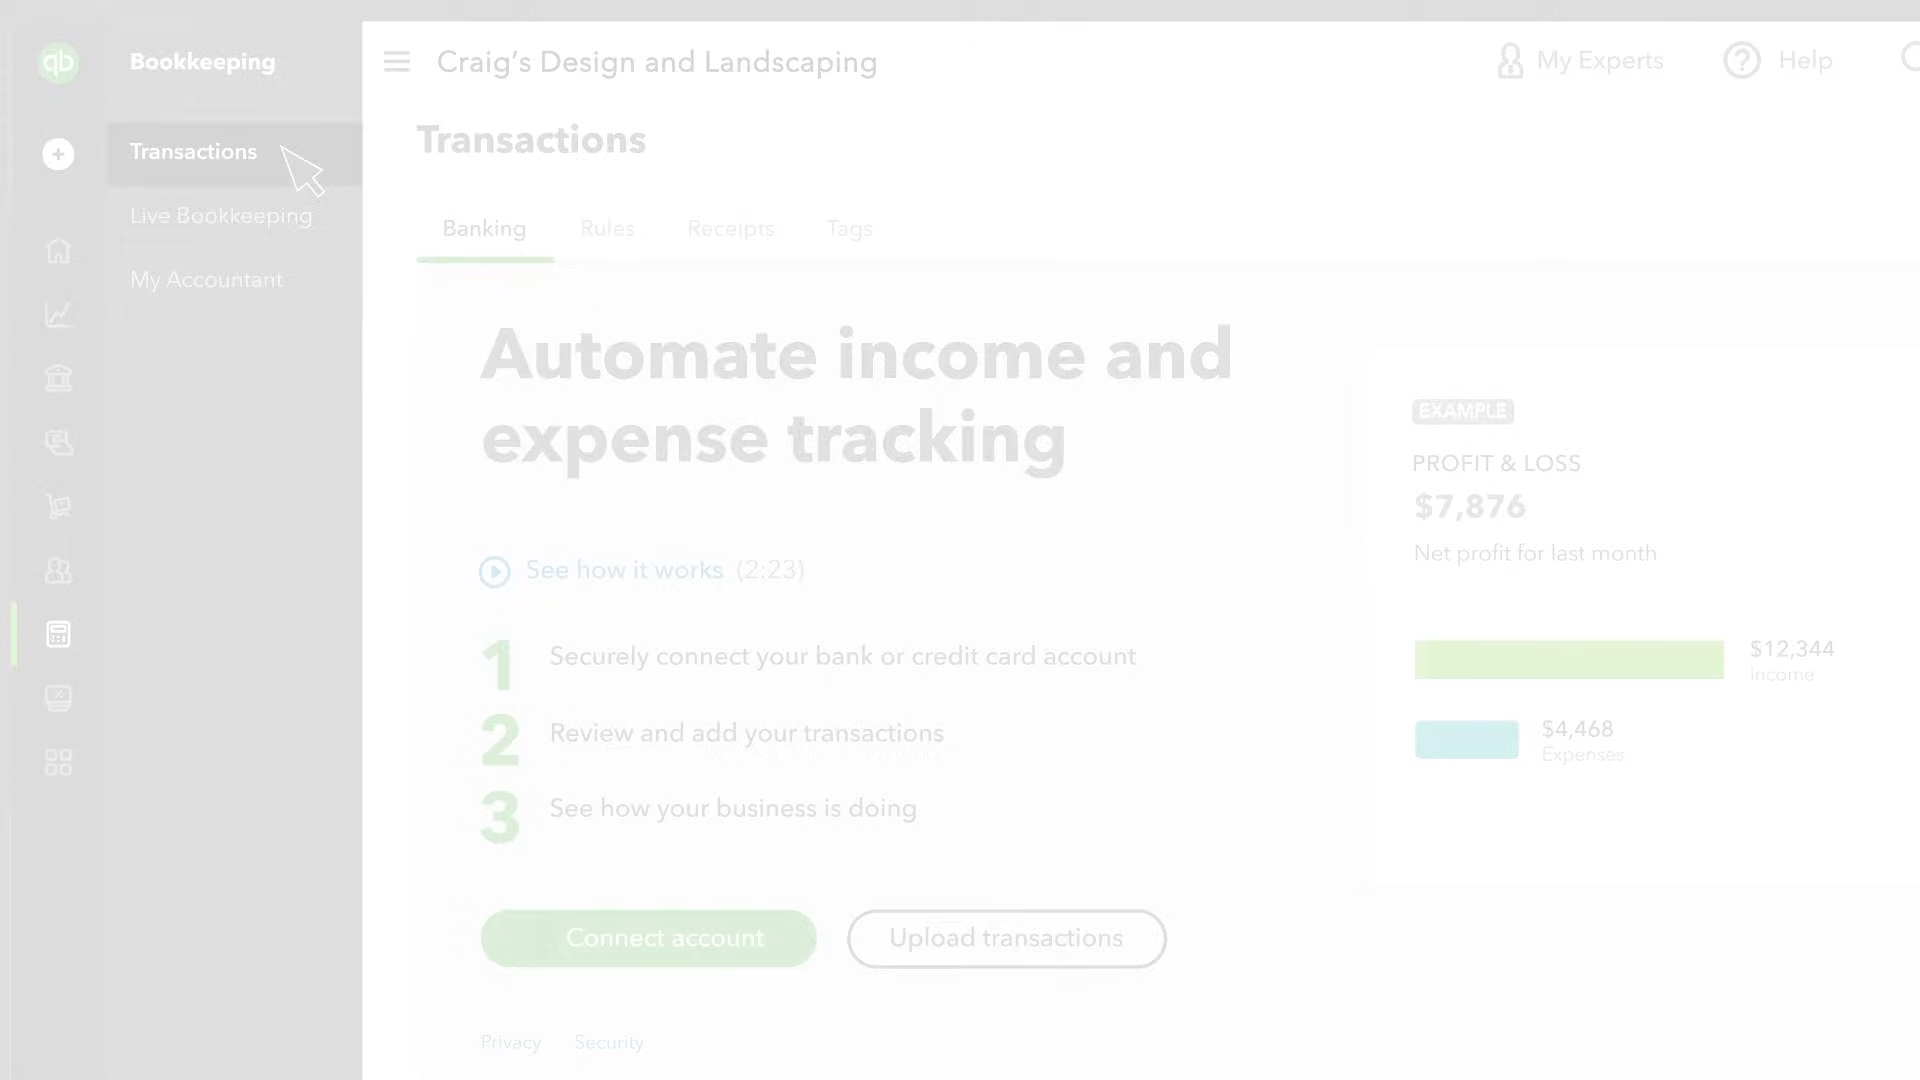 qb
Bookkeeping
Transactions
Live Bookkeeping
My Accountant
Craig's Design and Landscaping
My Experts
Help
Transactions
Banking
Rules
Receipts
Tags
Automate income and
expense tracking
See how it works (2:23)
1 Securely connect your bank or credit card account
2 Review and add your transactions
3 See how your business is doing
Connect account
Upload transactions
Privacy
Security
EXAMPLE
PROFIT & LOSS
$7,876
Net profit for last month
$12,344
Income
$4,468
Expenses